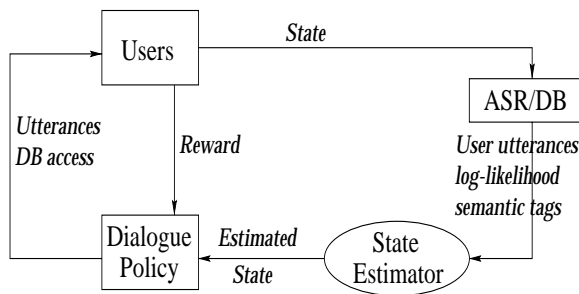 State
Users
ASR/DB
Utterances
DB access
Reward
User utterances
log-likelihood
semantic tags
Dialogue
Policy
Estimated
State
State
Estimator